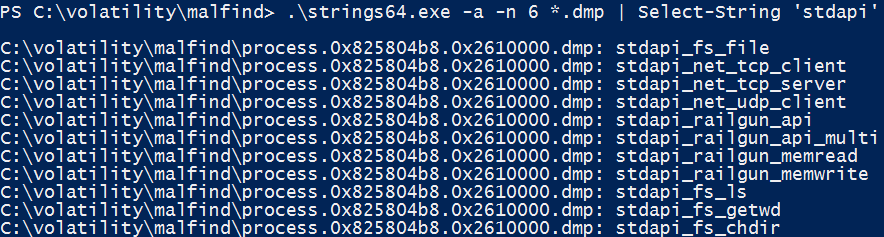 PS C:\volatility\malfind> .\strings64.exe -a -n 6 *.dmp | Select-String 'stdapi'
C:\volatility\malfind\process.0x825804b8.0x2610000.dmp: stdapi_fs_file
C:\volatility\malfind\process.0x825804b8.0x2610000.dmp: stdapi_net_tcp_client
C:\volatility\malfind\process.0x825804b8.0x2610000.dmp: stdapi_net_tcp_server
C:\volatility\malfind\process.0x825804b8.0x2610000.dmp: stdapi_net_udp_client
C:\volatility\malfind\process.0x825804b8.0x2610000.dmp: stdapi_railgun_api
C:\volatility\malfind\process.0x825804b8.0x2610000.dmp: stdapi_railgun_api_multi
C:\volatility\malfind\process.0x825804b8.0x2610000.dmp: stdapi_railgun_memread
C:\volatility\malfind\process.0x825804b8.0x2610000.dmp: stdapi_railgun_memwrite
C:\volatility\malfind\process.0x825804b8.0x2610000.dmp: stdapi_fs_ls
C:\volatility\malfind\process.0x825804b8.0x2610000.dmp: stdapi_fs_getwd
C:\volatility\malfind\process.0x825804b8.0x2610000.dmp: stdapi_fs_chdir